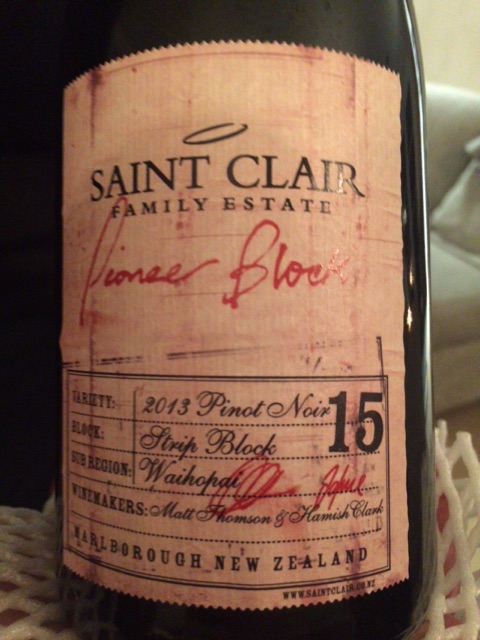 SAINT CLAIR
FAMILY ESTATE
Pioneer Block
VARIETY: 2013 Pinot Noir
15
BLOCK: Strip Block
SUB REGION: Waihopai
WINEMAKERS: Matt Thomson & Hamish Clark
MARLBOROUGH NEW ZEALAND
WWW.SAINTCLAIR.CO.NZ